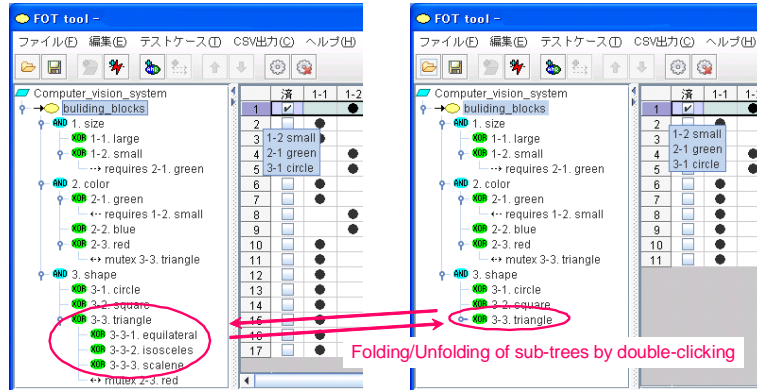 FOT tool –
ファイル(F) 編集(E) テストケース(T) CSV出力(C) ヘルプ(H)
Computer_vision_system
buliding_blocks
AND 1. size
XOR 1-1. large
XOR 1-2. small
requires 2-1. green
AND 2. color
XOR 2-1. green
requires 1-2. small
XOR 2-2. blue
XOR 2-3. red
mutex 3-3. triangle
AND 3. shape
XOR 3-1. circle
XOR 3-2. square
XOR 3-3. triangle
XOR 3-3-1. equilateral
XOR 3-3-2. isosceles
XOR 3-3-3. scalene
mutex 2-3. red
済 1-1 1-2
1
2
3
4
5
6
7
8
9
10
11
12
13
14
15
16
17
1-2 small
2-1 green
3-1 circle
FOT tool –
ファイル(F) 編集(E) テストケース(T) CSV出力(C) ヘルプ(H)
Computer_vision_system
buliding_blocks
AND 1. size
XOR 1-1. large
XOR 1-2. small
requires 2-1. green
AND 2. color
XOR 2-1. green
requires 1-2. small
XOR 2-2. blue
XOR 2-3. red
mutex 3-3. triangle
AND 3. shape
XOR 3-1. circle
XOR 3-2. square
XOR 3-3. triangle
済 1-1 1-
1
2
3
4
5
6
7
8
9
10
11
1-2 small
2-1 green
3-1 circle
Folding/Unfolding of sub-trees by double-clicking